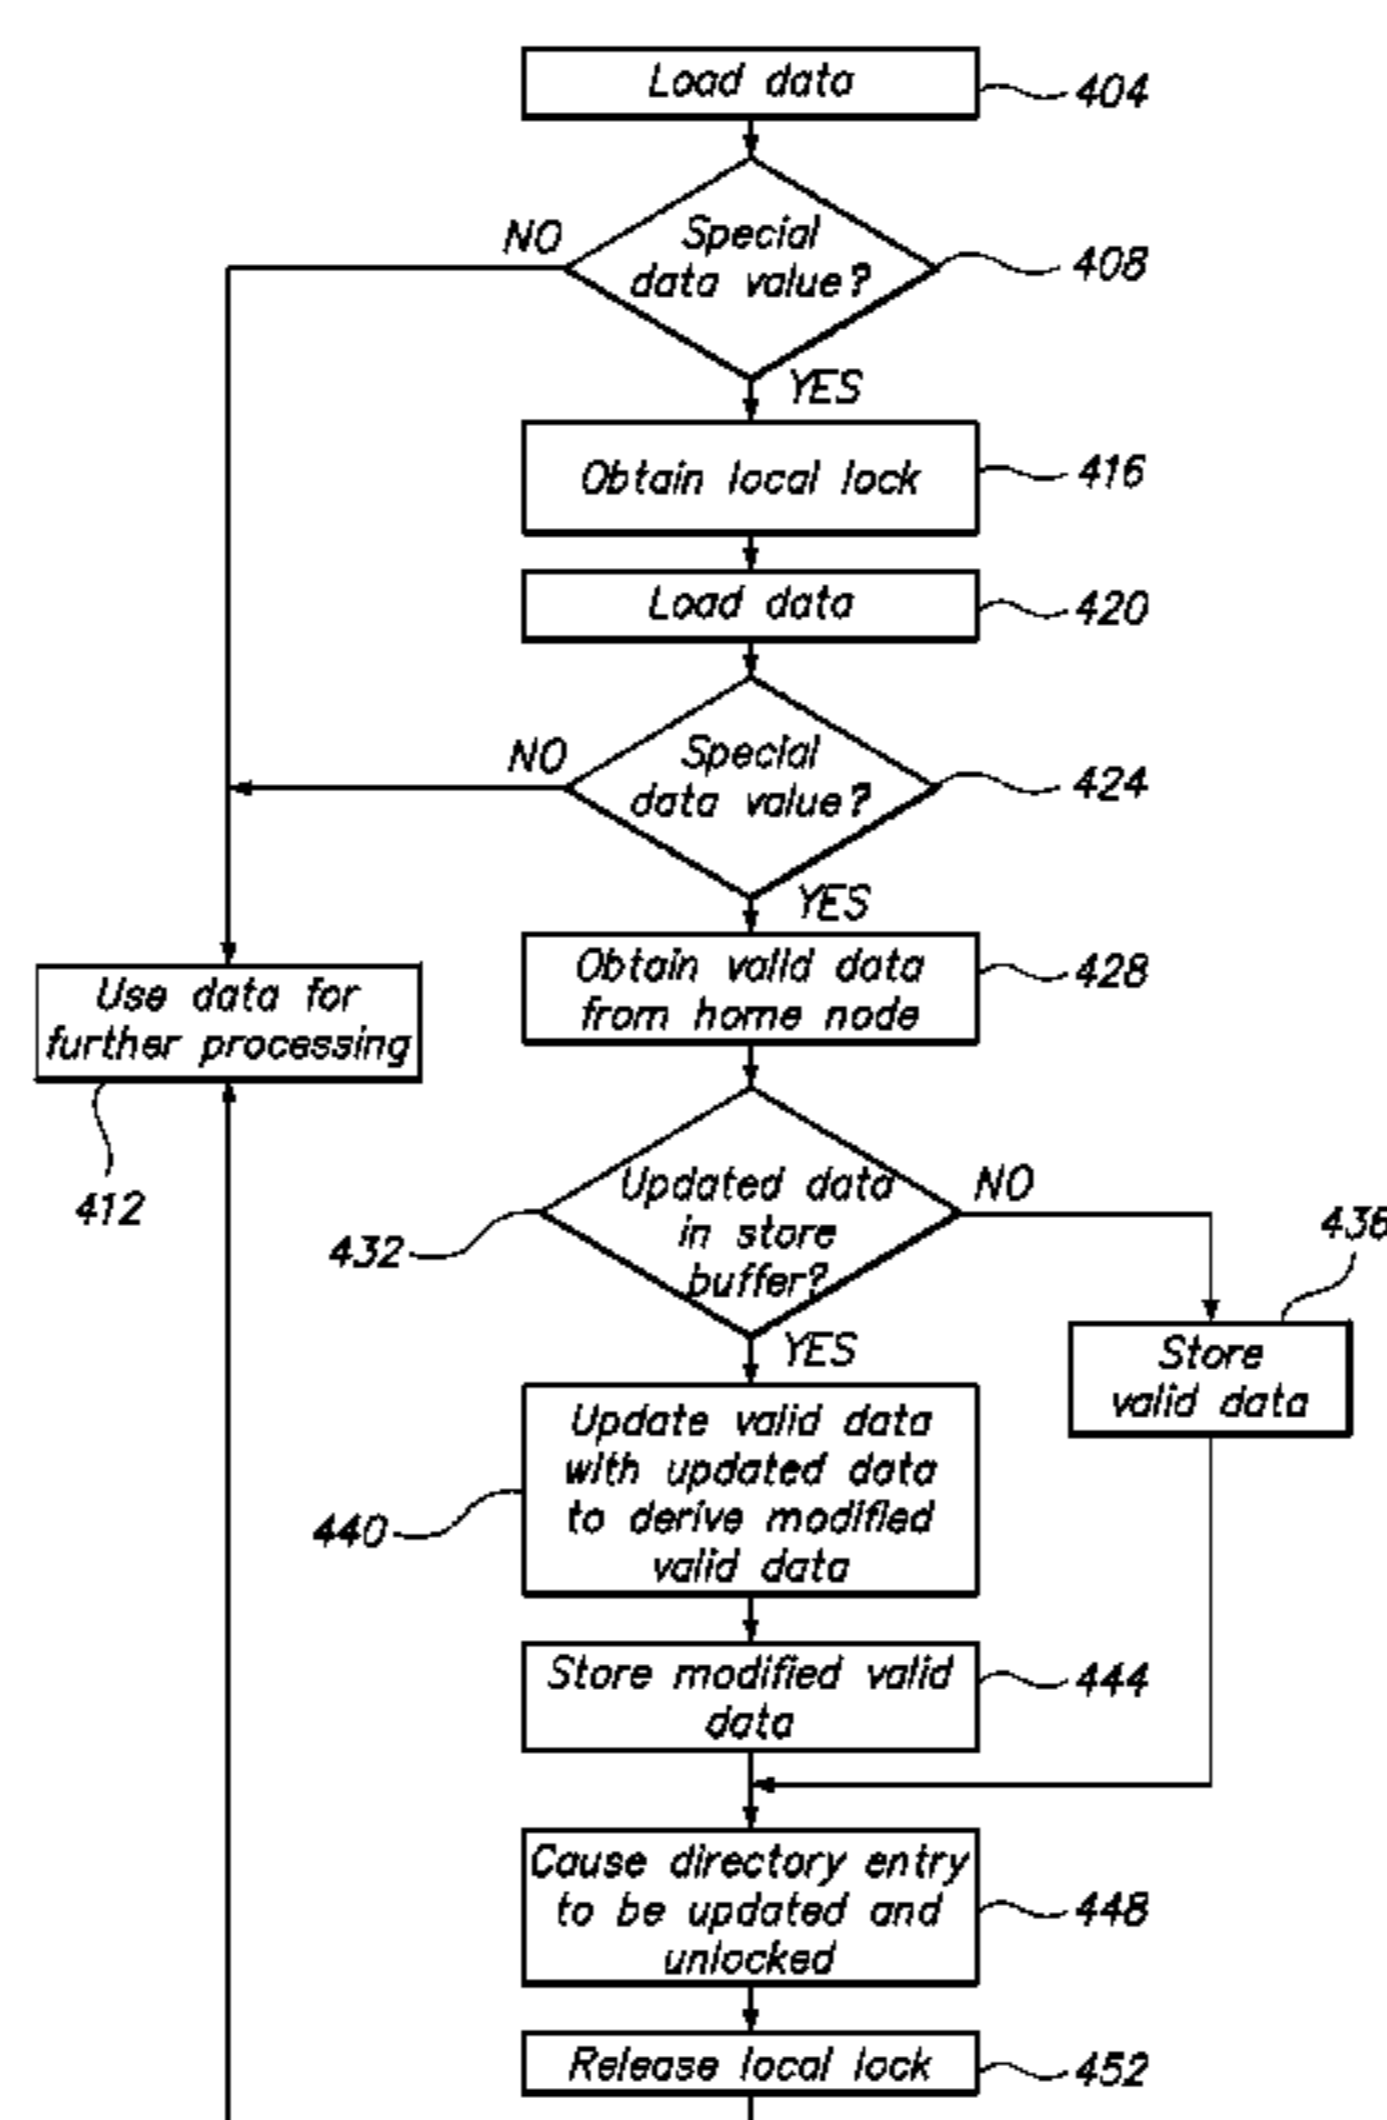 Load data
404
Special
data value?
408
NO
YES
Obtain local lock
416
Load data
420
Special
data value?
424
NO
YES
Obtain valid data
from home node
428
Use data for
further processing
412
Updated data
in store
buffer?
432
NO
YES
436
Store
valid data
Update valid data
with updated data
to derive modified
valid data
440
Store modified valid
data
444
Cause directory entry
to be updated and
unlocked
448
Release local lock
452